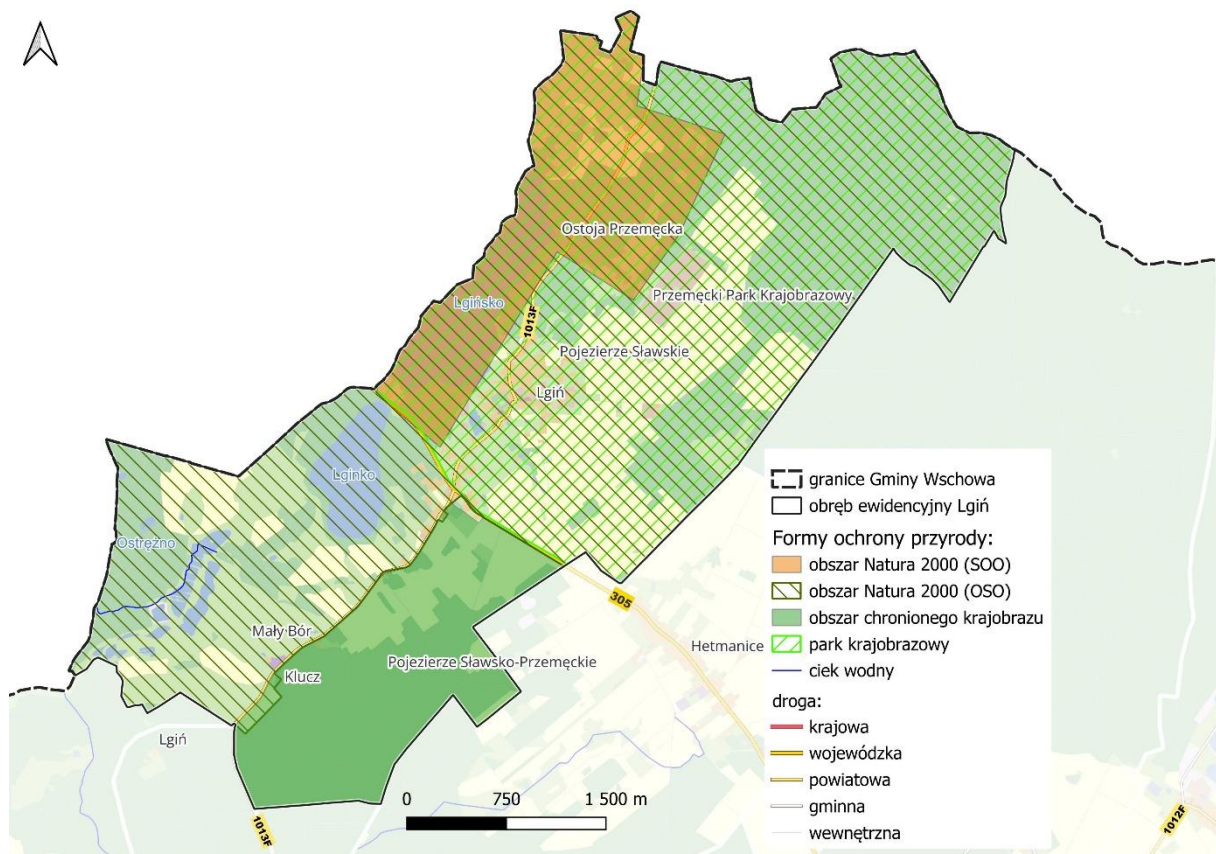 Ostoja Przemęcka
Lgińsko
Przemęcki Park Krajobrazowy
1013F
Pojezierze Sławskie
Lgiń
Lginko
Ostrężno
Mały Bór
Klucz
Pojezierze Sławsko-Przemęckie
305
Hetmanice
Lgiń
1013F
1012F
0 750 1 500 m
granice Gminy Wschowa
obręb ewidencyjny Lgiń
Formy ochrony przyrody:
obszar Natura 2000 (SOO)
obszar Natura 2000 (OSO)
obszar chronionego krajobrazu
park krajobrazowy
ciek wodny
droga:
krajowa
wojewódzka
powiatowa
gminna
wewnętrzna